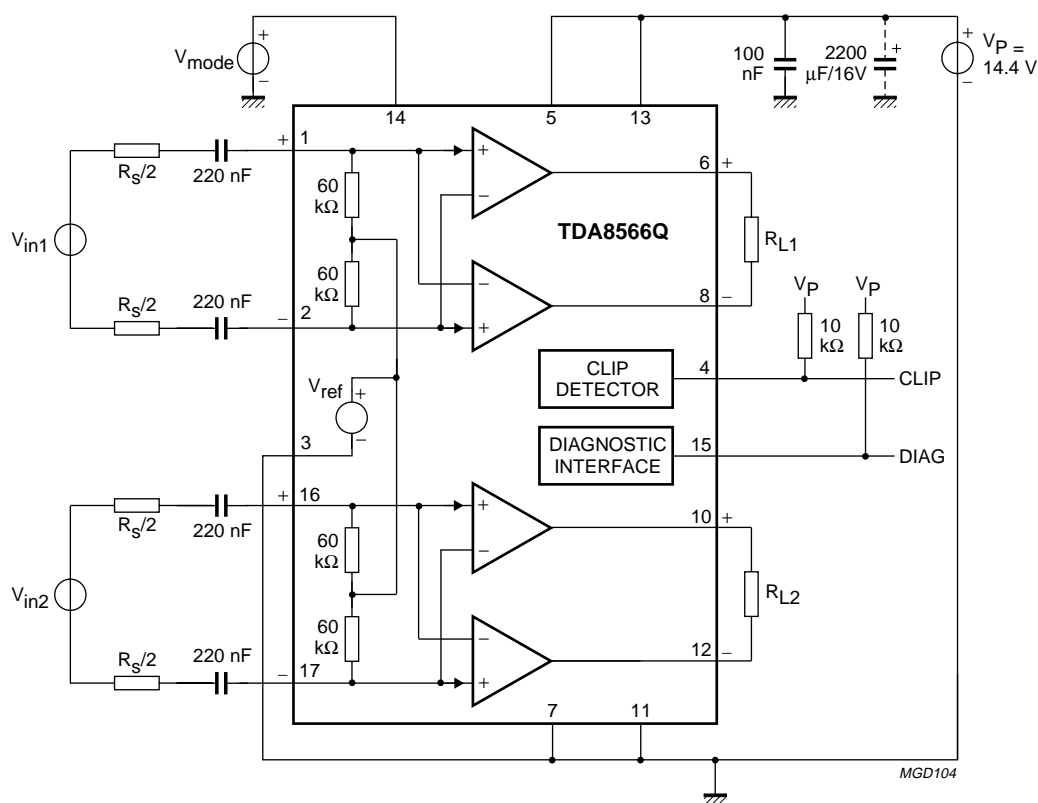 Vmode
+
−
100
nF
2200
μF/16V
+
+
−
VP =
14.4 V
14
5
13
+
1
RS/2
220 nF
60
kΩ
+
−
6
+
TDA8566Q
Vin1
RL1
60
kΩ
−
+
8
−
VP
VP
RS/2
220 nF
−
2
10
kΩ
10
kΩ
CLIP
DETECTOR
4
CLIP
Vref
+
−
3
DIAGNOSTIC
INTERFACE
15
DIAG
+
16
RS/2
220 nF
60
kΩ
+
−
10
+
Vin2
RL2
60
kΩ
−
+
12
−
RS/2
220 nF
−
17
7
11
MGD104